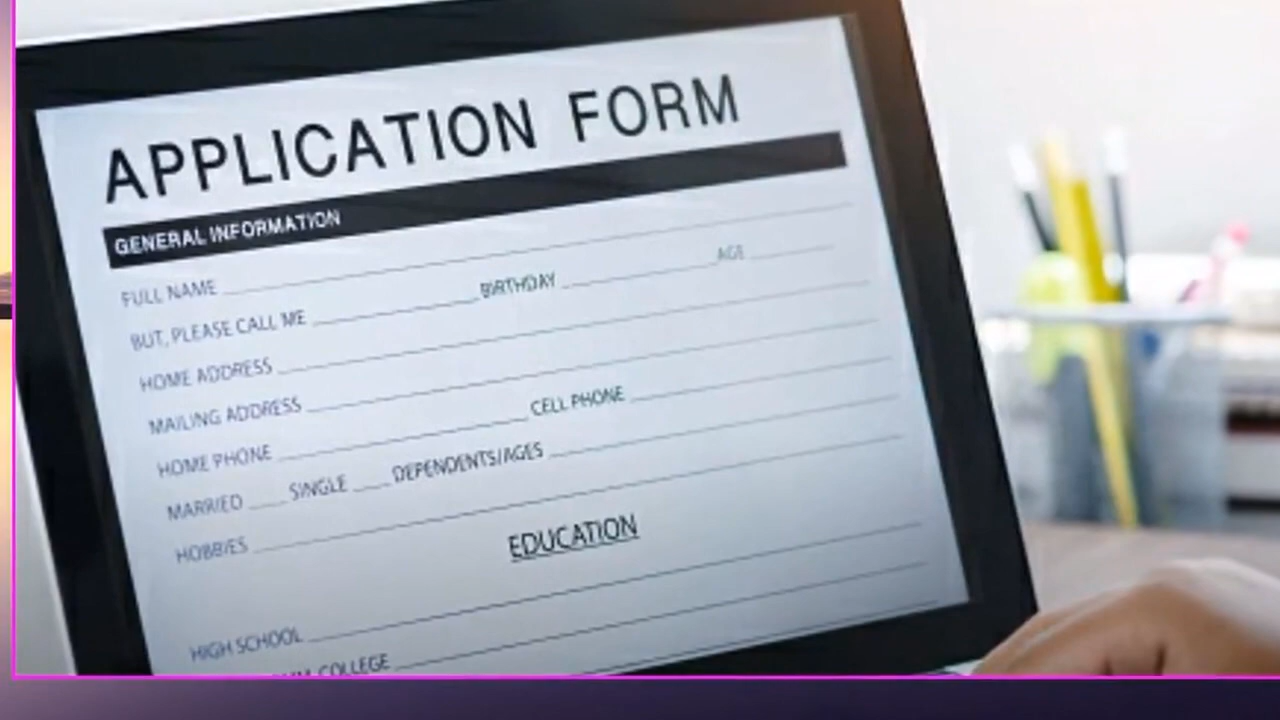 APPLICATION FORM
GENERAL INFORMATION
FULL NAME
BUT, PLEASE CALL ME BIRTHDAY AGE
HOME ADDRESS
MAILING ADDRESS
HOME PHONE CELL PHONE
MARRIED SINGLE DEPENDENTS/AGES
HOBBIES
EDUCATION
HIGH SCHOOL
COLLEGE